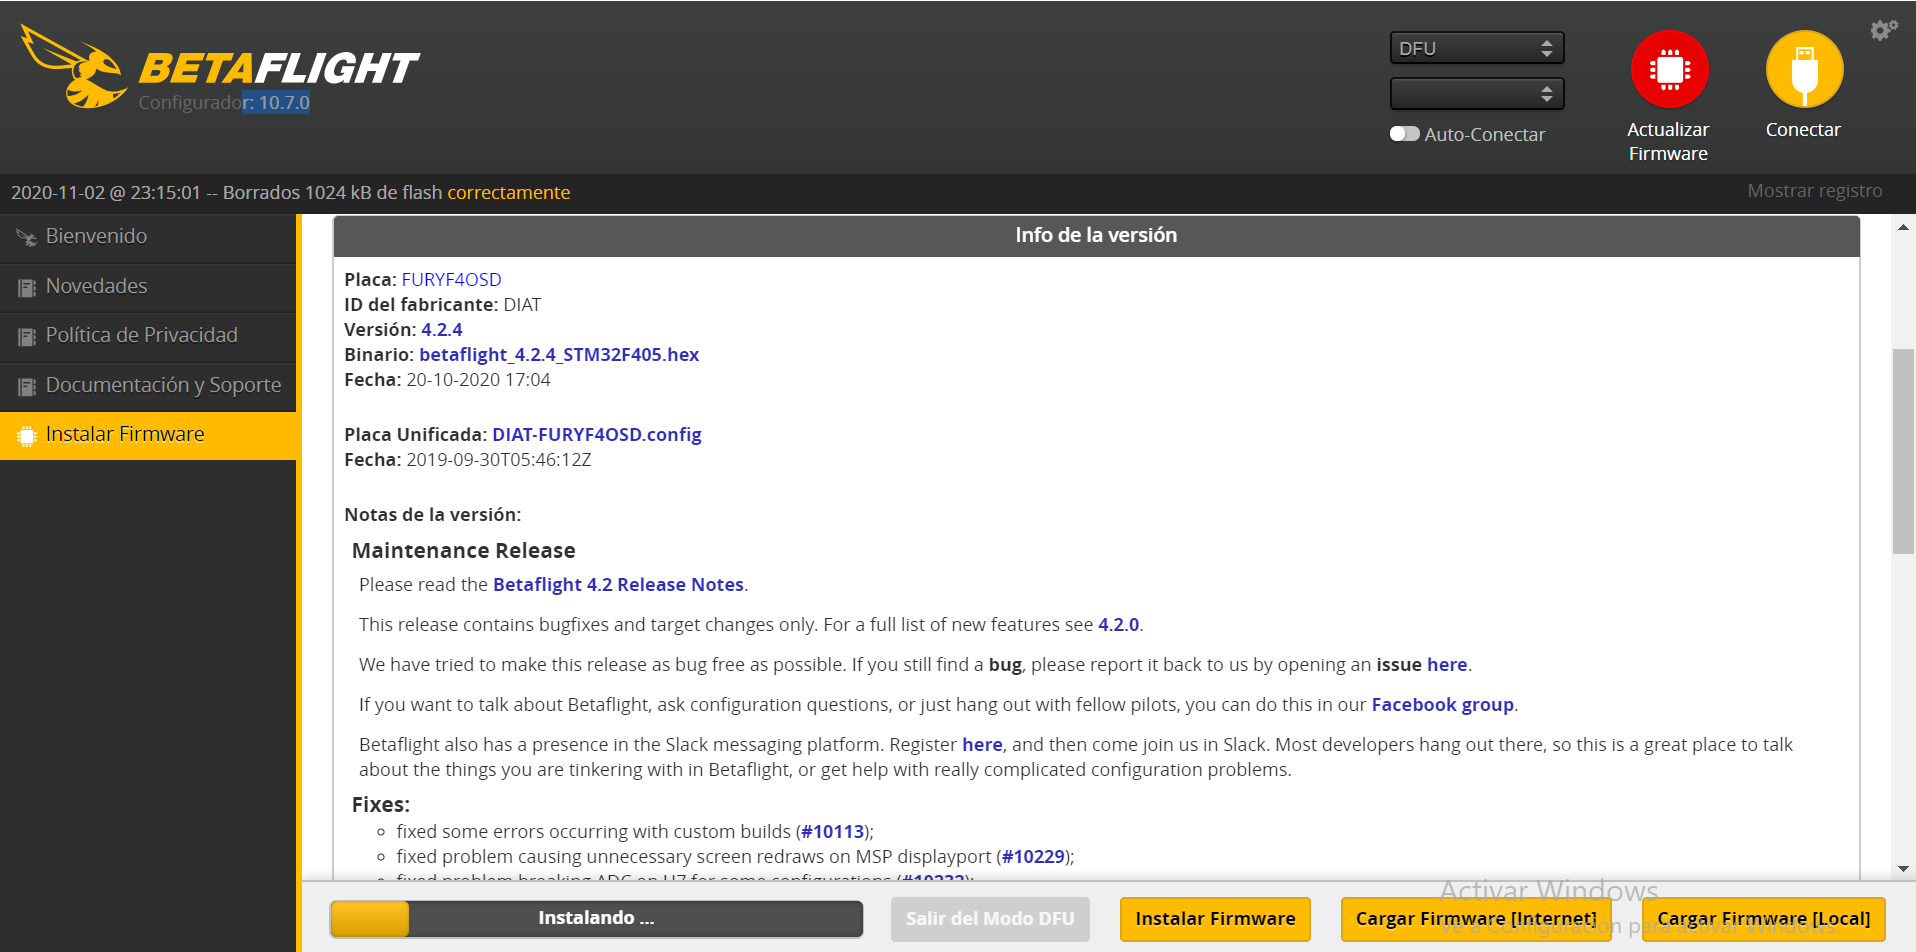 BETAFLIGHT
Configurador: 10.7.0
DFU
Auto-Conectar
Actualizar
Firmware
Conectar
2020-11-02 @ 23:15:01 -- Borrados 1024 kB de flash correctamente
Mostrar registro
Bienvenido
Novedades
Política de Privacidad
Documentación y Soporte
Instalar Firmware
Info de la versión
Placa: FURYF4OSD
ID del fabricante: DIAT
Versión: 4.2.4
Binario: betaflight_4.2.4_STM32F405.hex
Fecha: 20-10-2020 17:04
Placa Unificada: DIAT-FURYF4OSD.config
Fecha: 2019-09-30T05:46:12Z
Notas de la versión:
Maintenance Release
Please read the Betaflight 4.2 Release Notes.
This release contains bugfixes and target changes only. For a full list of new features see 4.2.0.
We have tried to make this release as bug free as possible. If you still find a bug, please report it back to us by opening an issue here.
If you want to talk about Betaflight, ask configuration questions, or just hang out with fellow pilots, you can do this in our Facebook group.
Betaflight also has a presence in the Slack messaging platform. Register here, and then come join us in Slack. Most developers hang out there, so this is a great place to talk
about the things you are tinkering with in Betaflight, or get help with really complicated configuration problems.
Fixes:
fixed some errors occurring with custom builds (#10113);
fixed problem causing unnecessary screen redraws on MSP displayport (#10229);
fixed problem breaking ADC on H7 for some configurations (#10232);
Instalando ...
Salir del Modo DFU
Instalar Firmware
Cargar Firmware [Internet]
Cargar Firmware [Local]
Activar Windows
Ve a Configuración para activar Windows.